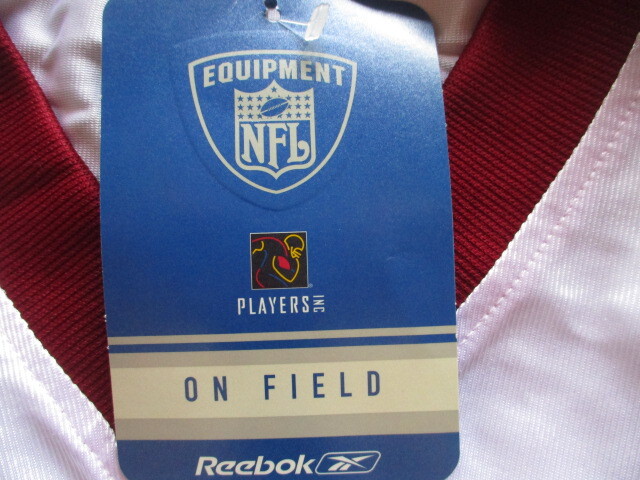 EQUIPMENT
NFL
PLAYERS INC
ON FIELD
Reebok